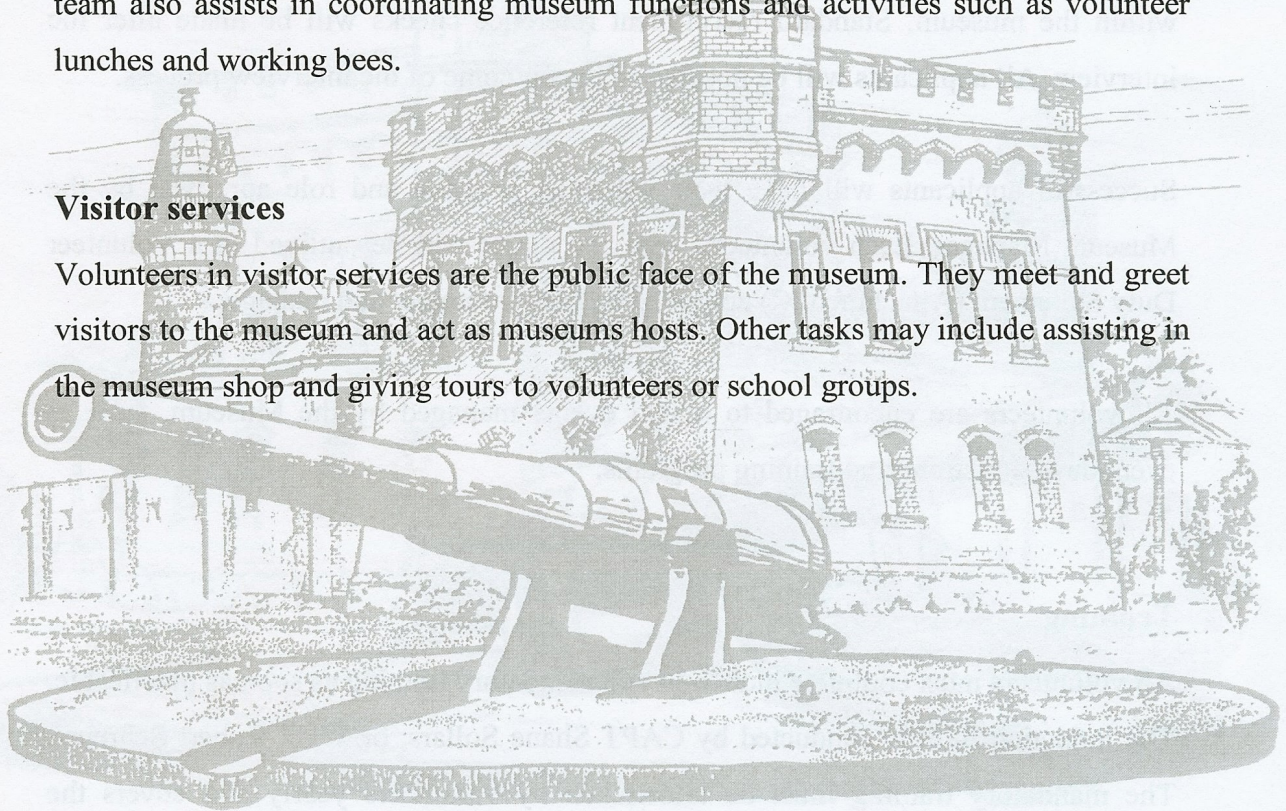 team also assists in coordinating museum functions and activities such as volunteer
lunches and working bees.
Visitor services
Volunteers in visitor services are the public face of the museum. They meet and greet
visitors to the museum and act as museums hosts. Other tasks may include assisting in
the museum shop and giving tours to volunteers or school groups.